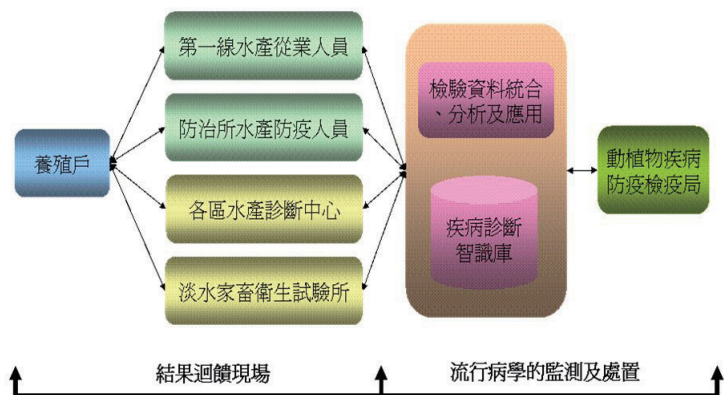 第一線水產從業人員
防治所水產防疫人員
養殖戶
各區水產診斷中心
淡水家畜衛生試驗所
檢驗資料統合
、分析及應用
疾病診斷
智識庫
動植物疾病
防疫檢疫局
結果迴饋現場
流行病學的監測及處置